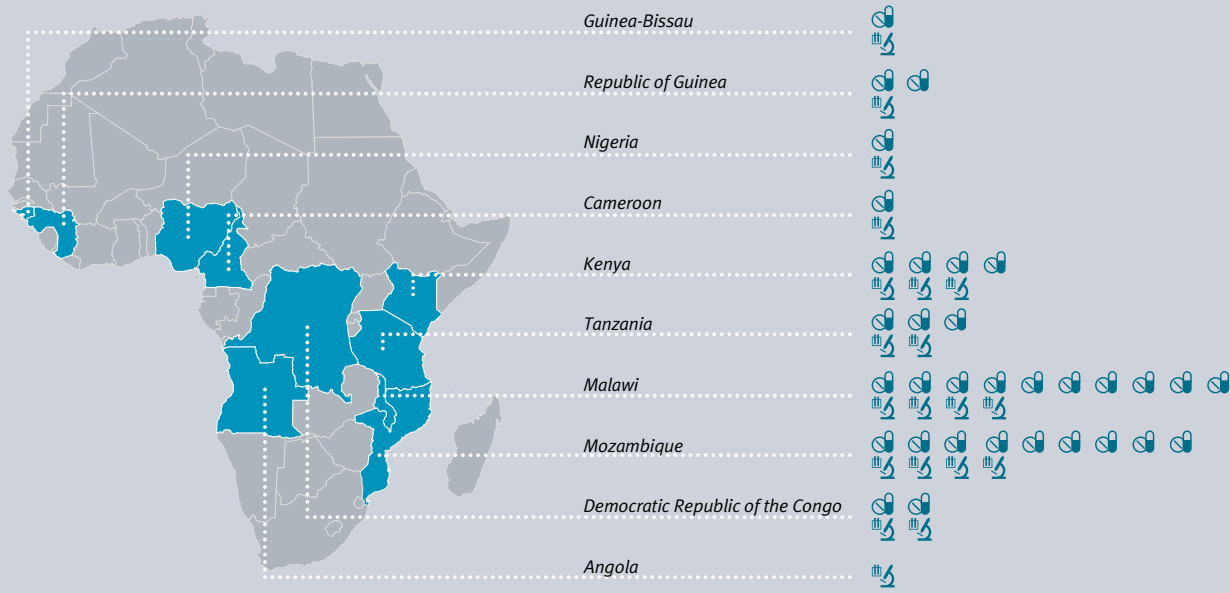 Guinea-Bissau
Republic of Guinea
Nigeria
Cameroon
Kenya
Tanzania
Malawi
Mozambique
Democratic Republic of the Congo
Angola